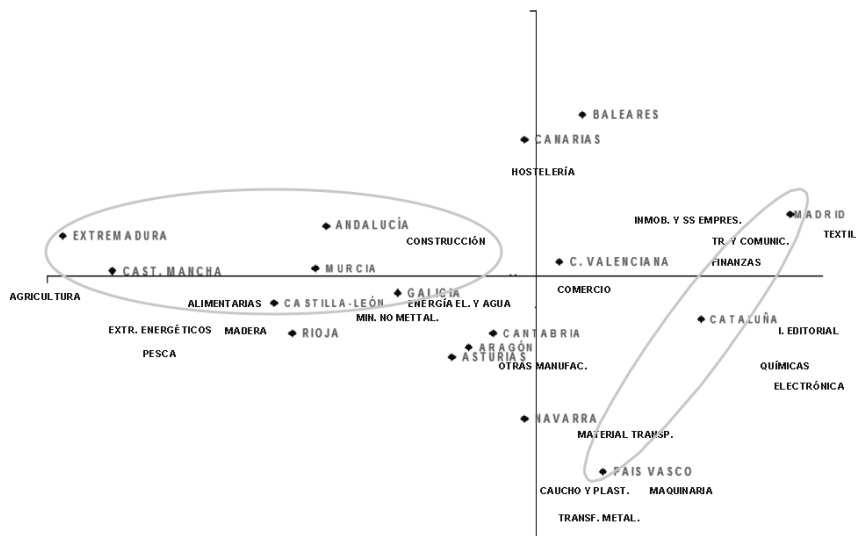 BALEARES
CANARIAS
HOSTELERÍA
MADRID
INMOB. Y SS EMPRES.
ANDALUCÍA
TEXTIL
EXTREMADURA
CONSTRUCCIÓN
TR. Y COMUNIC.
C. VALENCIANA
FINANZAS
CAST. MANCHA
MURCIA
COMERCIO
AGRICULTURA
GALICIA
ALIMENTARIAS
CASTILLA-LEÓN
ENERGÍA EL. Y AGUA
MIN. NO METTAL.
CATALUÑA
EXTR. ENERGÉTICOS
MADERA
RIOJA
CANTABRIA
I. EDITORIAL
ARAGÓN
PESCA
ASTURIAS
OTRAS MANUFAC.
QUÍMICAS
ELECTRÓNICA
NAVARRA
MATERIAL TRANSP.
PAIS VASCO
CAUCHO Y PLAST.
MAQUINARIA
TRANSF. METAL.